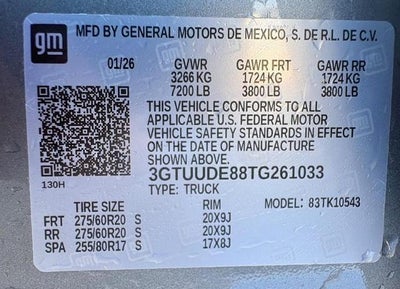 gm
MFD BY GENERAL MOTORS DE MEXICO, S. DE R.L. DE C.V.
01/26 GVWR GAWR FRT GAWR RR
3266 KG 1724 KG 1724 KG
7200 LB 3800 LB 3800 LB
THIS VEHICLE CONFORMS TO ALL
APPLICABLE U.S. FEDERAL MOTOR
VEHICLE SAFETY STANDARDS IN EFFECT
ON THE DATE OF MANUFACTURE
SHOWN ABOVE.
3GTUUDE88TG261033
130H TYPE: TRUCK
TIRE SIZE RIM MODEL: 83TK10543
FRT 275/60R20 S 20X9J
RR 275/60R20 S 20X9J
SPA 255/80R17 S 17X8J